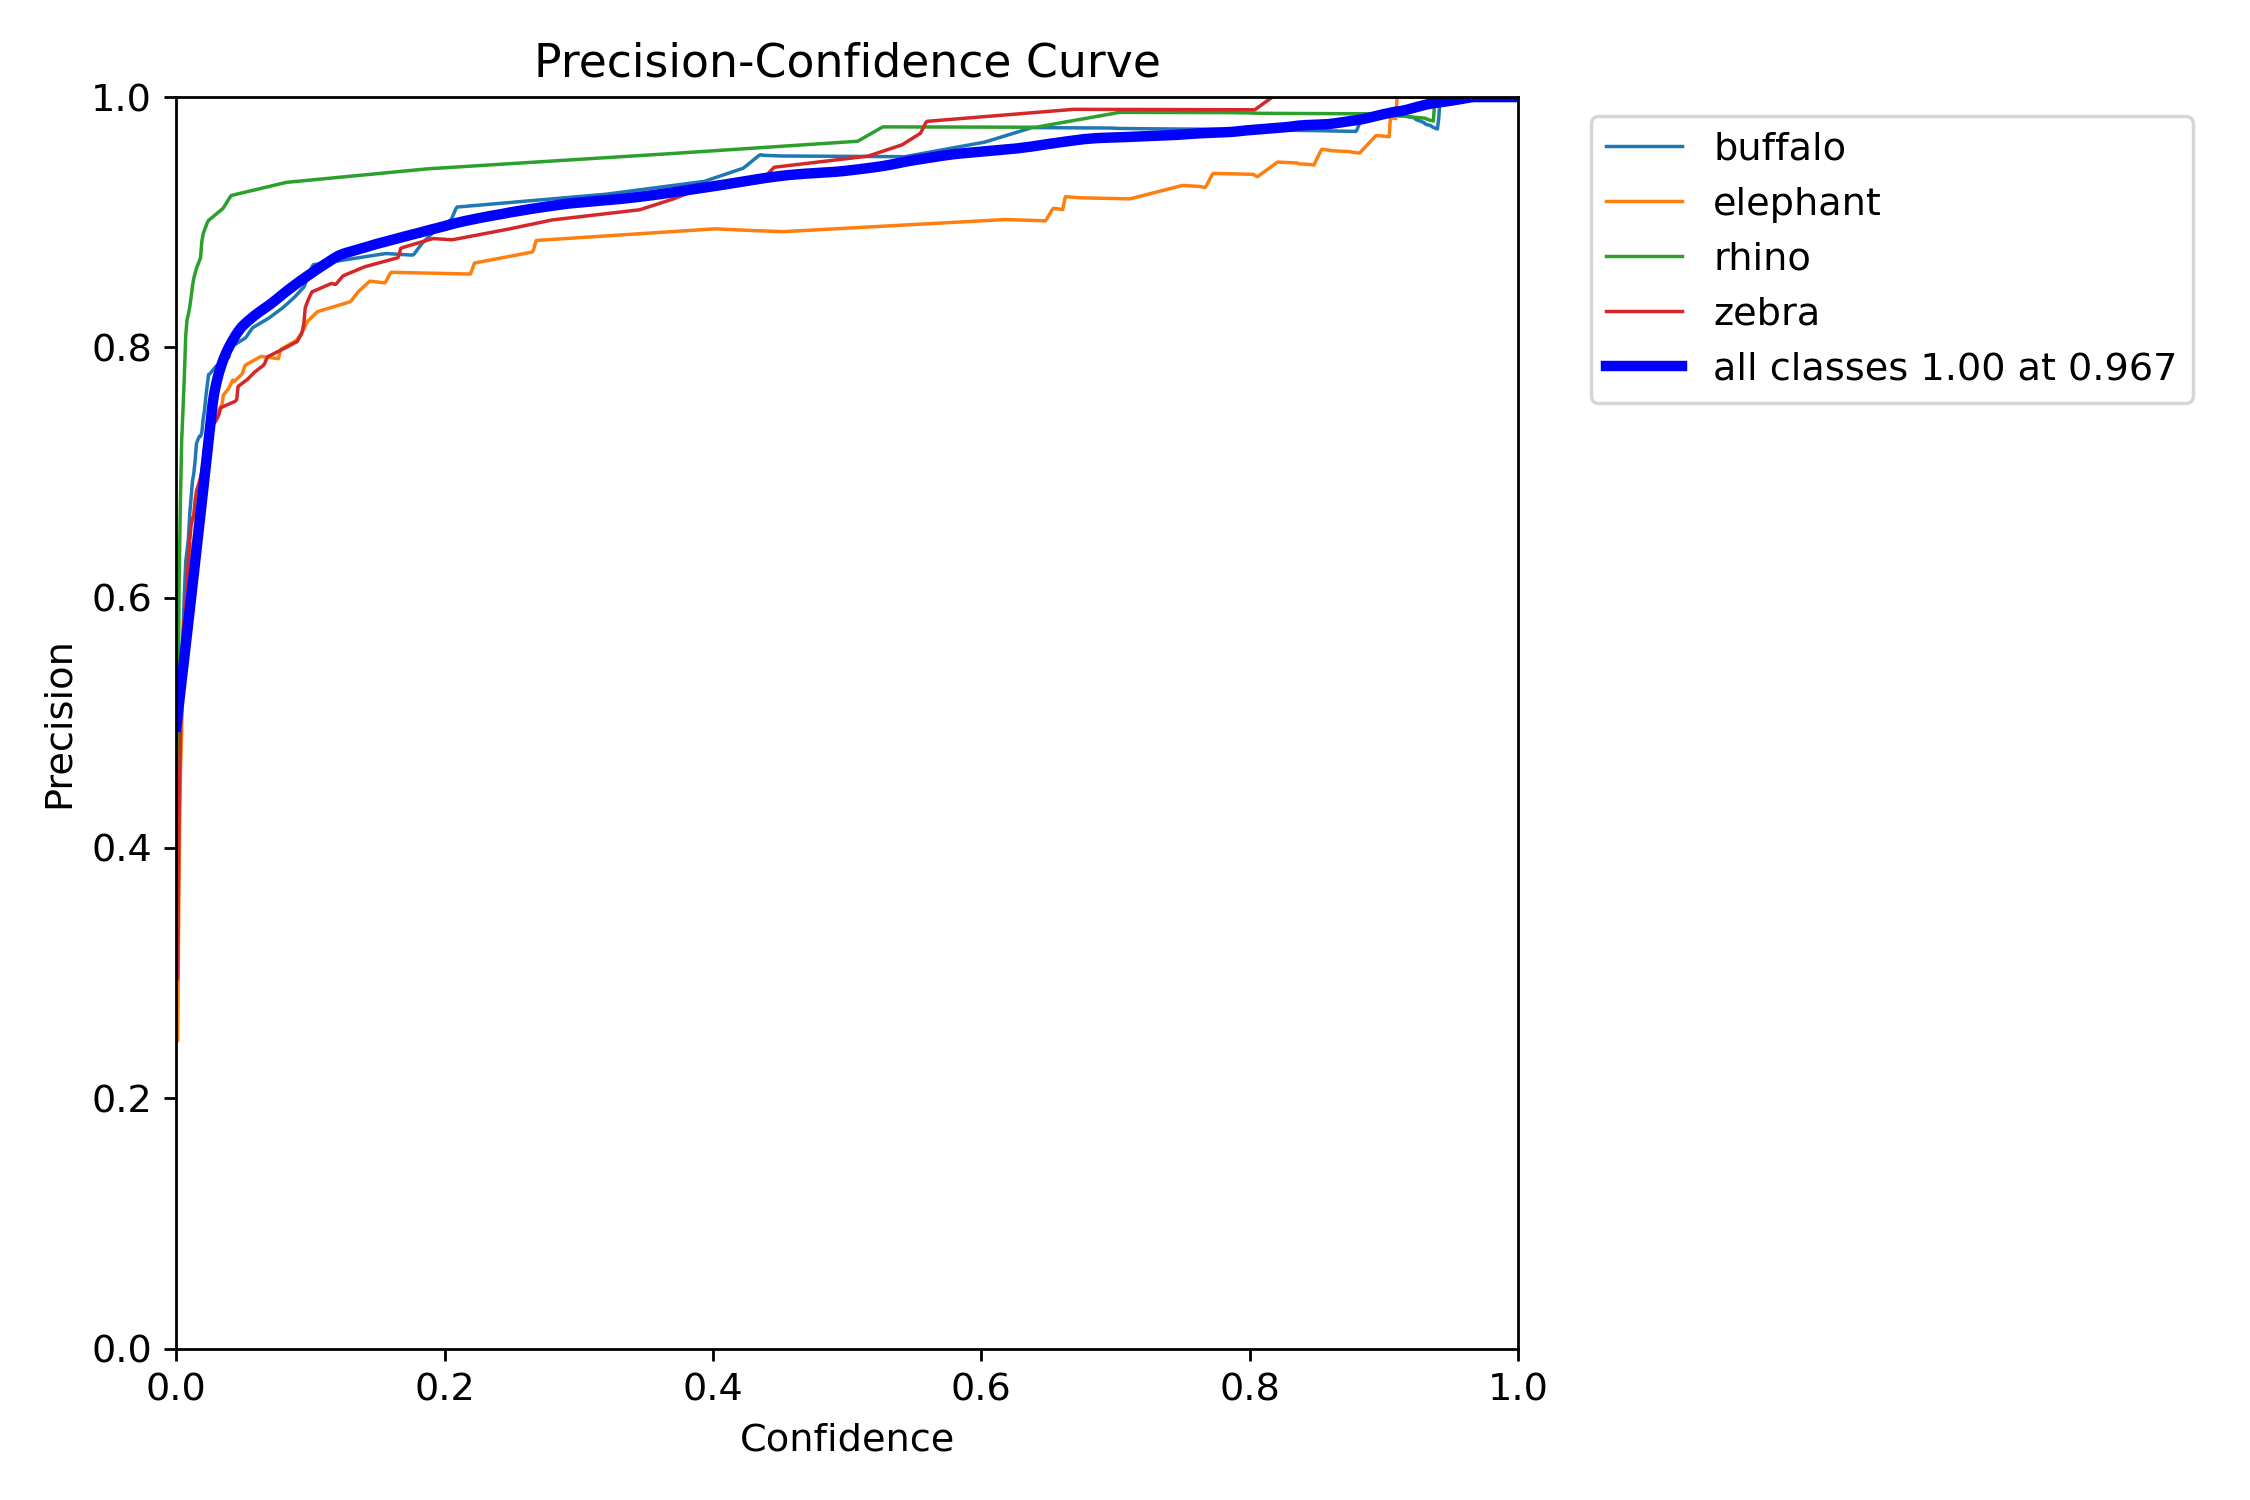 Precision-Confidence Curve
1.0
0.8
0.6
0.4
0.2
0.0
Precision
0.0 0.2 0.4 0.6 0.8 1.0
Confidence
buffalo
elephant
rhino
zebra
all classes 1.00 at 0.967